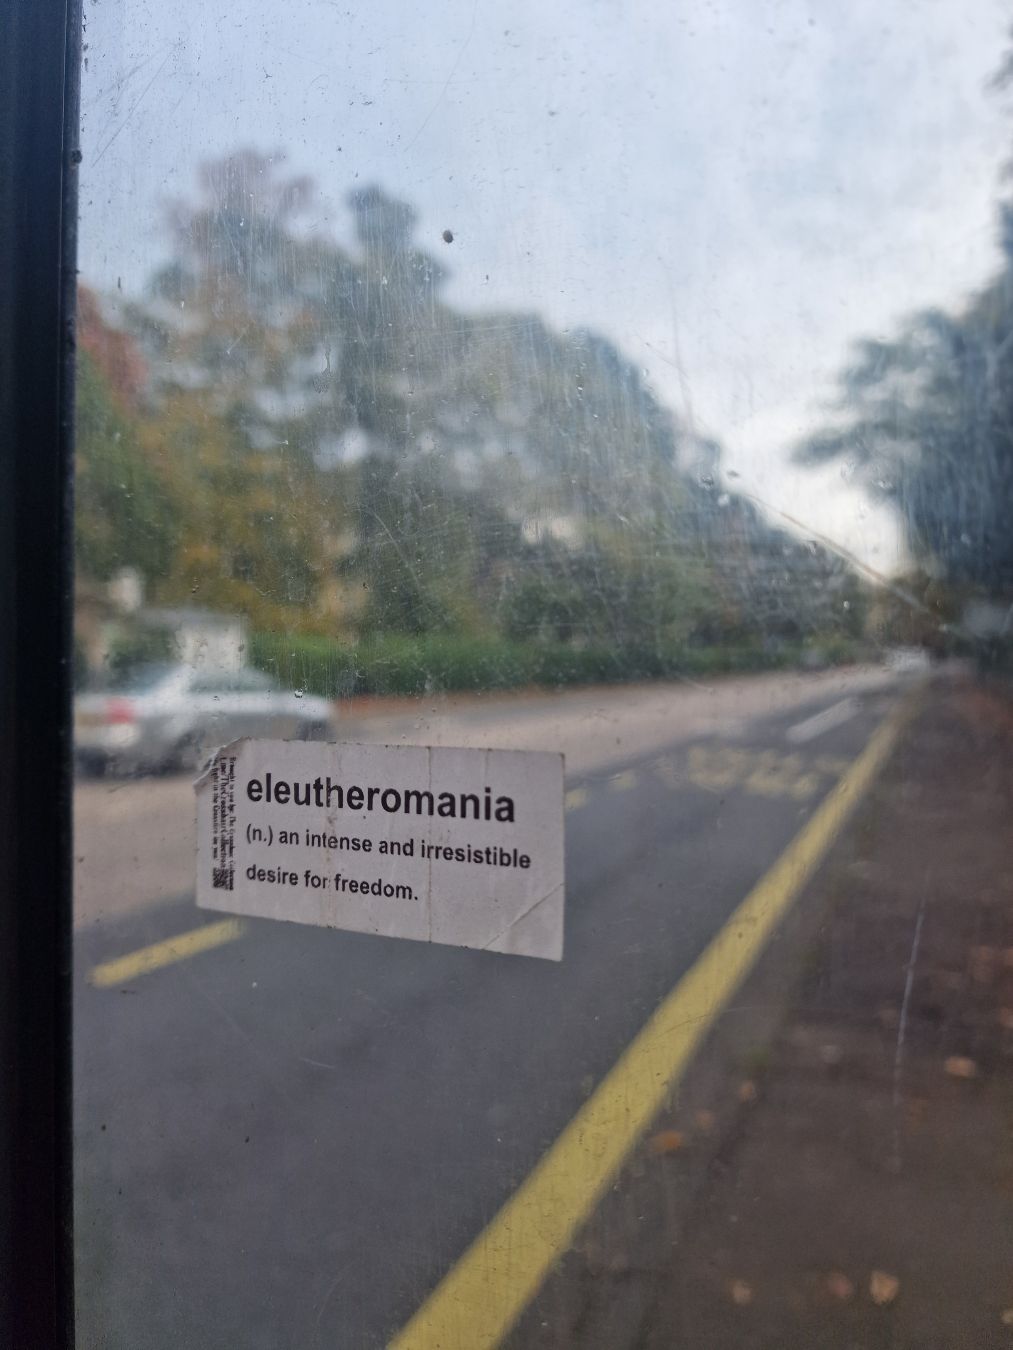 eleutheromania
(n.) an intense and irresistible
desire for freedom.